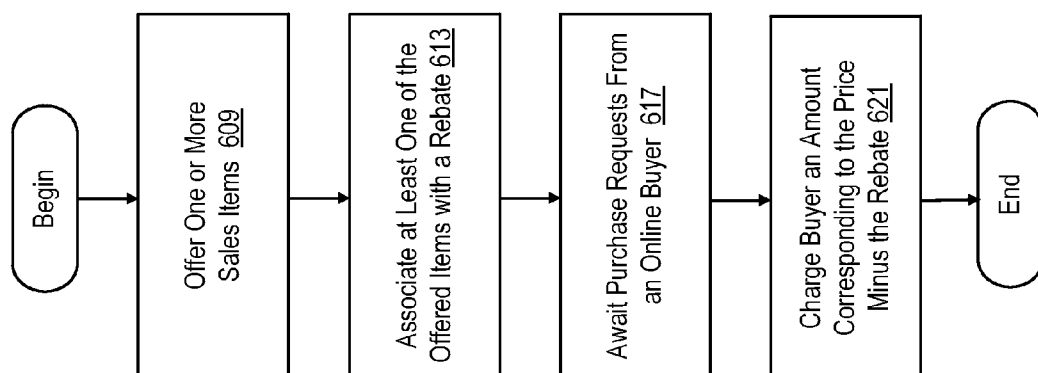 Begin
Offer One or More
Sales Items 609
Associate at Least One of the
Offered Items with a Rebate 613
Await Purchase Requests From
an Online Buyer 617
Charge Buyer an Amount
Corresponding to the Price
Minus the Rebate 621
End